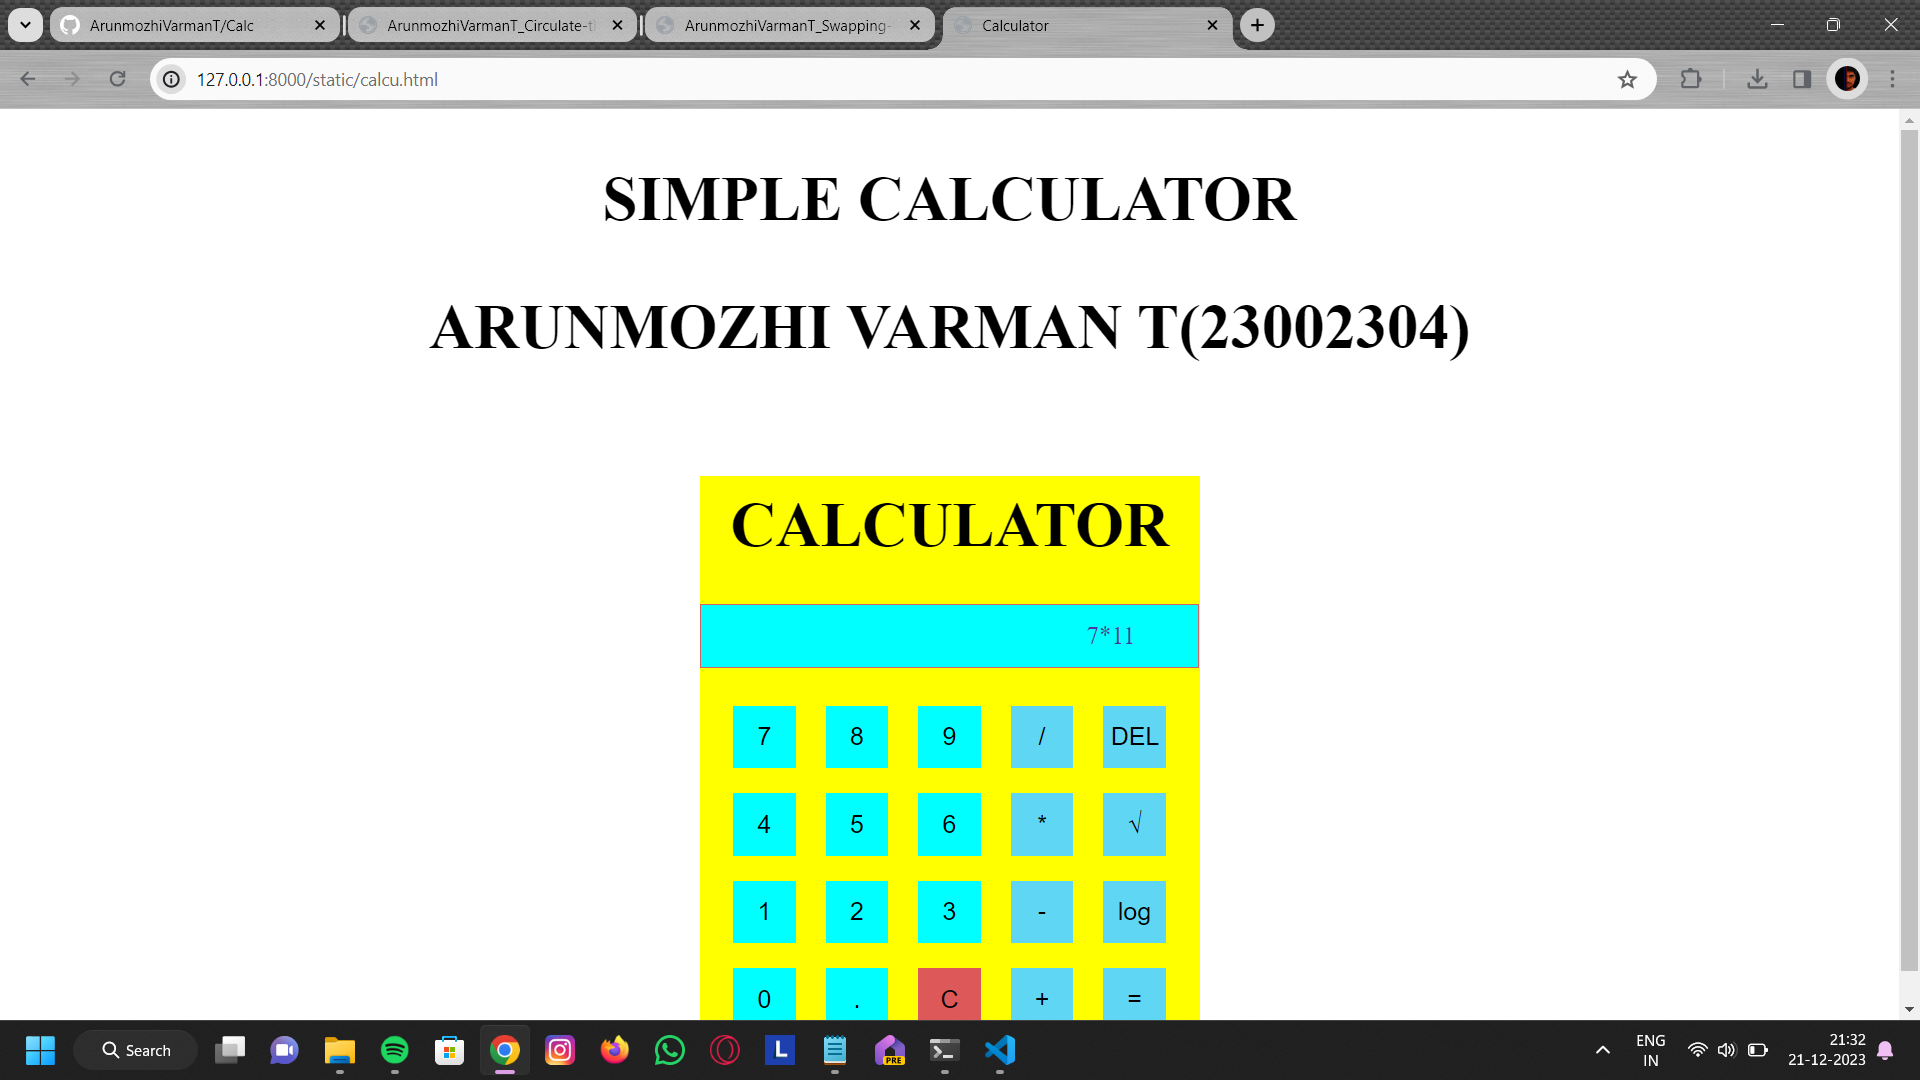 ArunmozhiVarmanT/Calc
ArunmozhiVarmanT_Circulate-t
ArunmozhiVarmanT_Swapping-
Calculator
127.0.0.1:8000/static/calcu.html
SIMPLE CALCULATOR
ARUNMOZHI VARMAN T(23002304)
CALCULATOR
7*11
7 8 9 / DEL
4 5 6 * √
1 2 3 - log
0 . C + =
Search
L
PRE
ENG
IN
21:32
21-12-2023